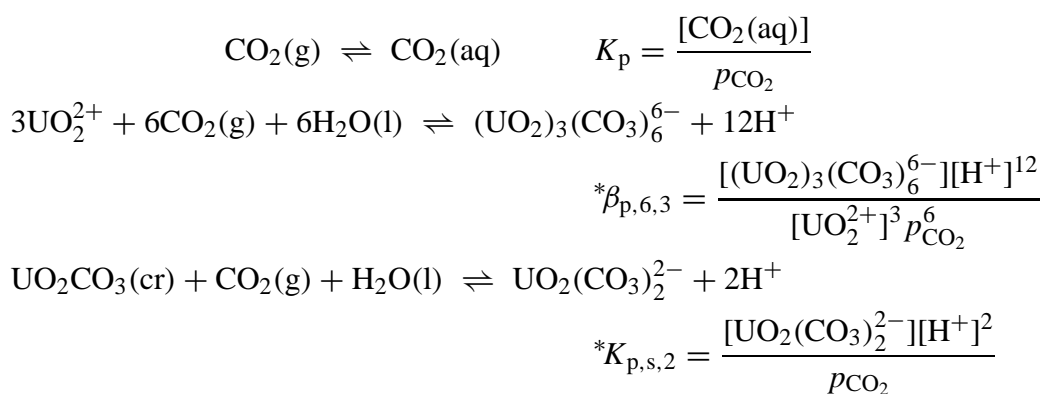 CO₂(g) ⇌ CO₂(aq) Kₚ = [CO₂(aq)] / p_CO₂
3UO₂²⁺ + 6CO₂(g) + 6H₂O(l) ⇌ (UO₂)₃(CO₃)₆⁶⁻ + 12H⁺
*β_p,6,3 = [(UO₂)₃(CO₃)₆⁶⁻][H⁺]¹² / [UO₂²⁺]³ p⁶_CO₂
UO₂CO₃(cr) + CO₂(g) + H₂O(l) ⇌ UO₂(CO₃)₂²⁻ + 2H⁺
*K_p,s,2 = [UO₂(CO₃)₂²⁻][H⁺]² / p_CO₂